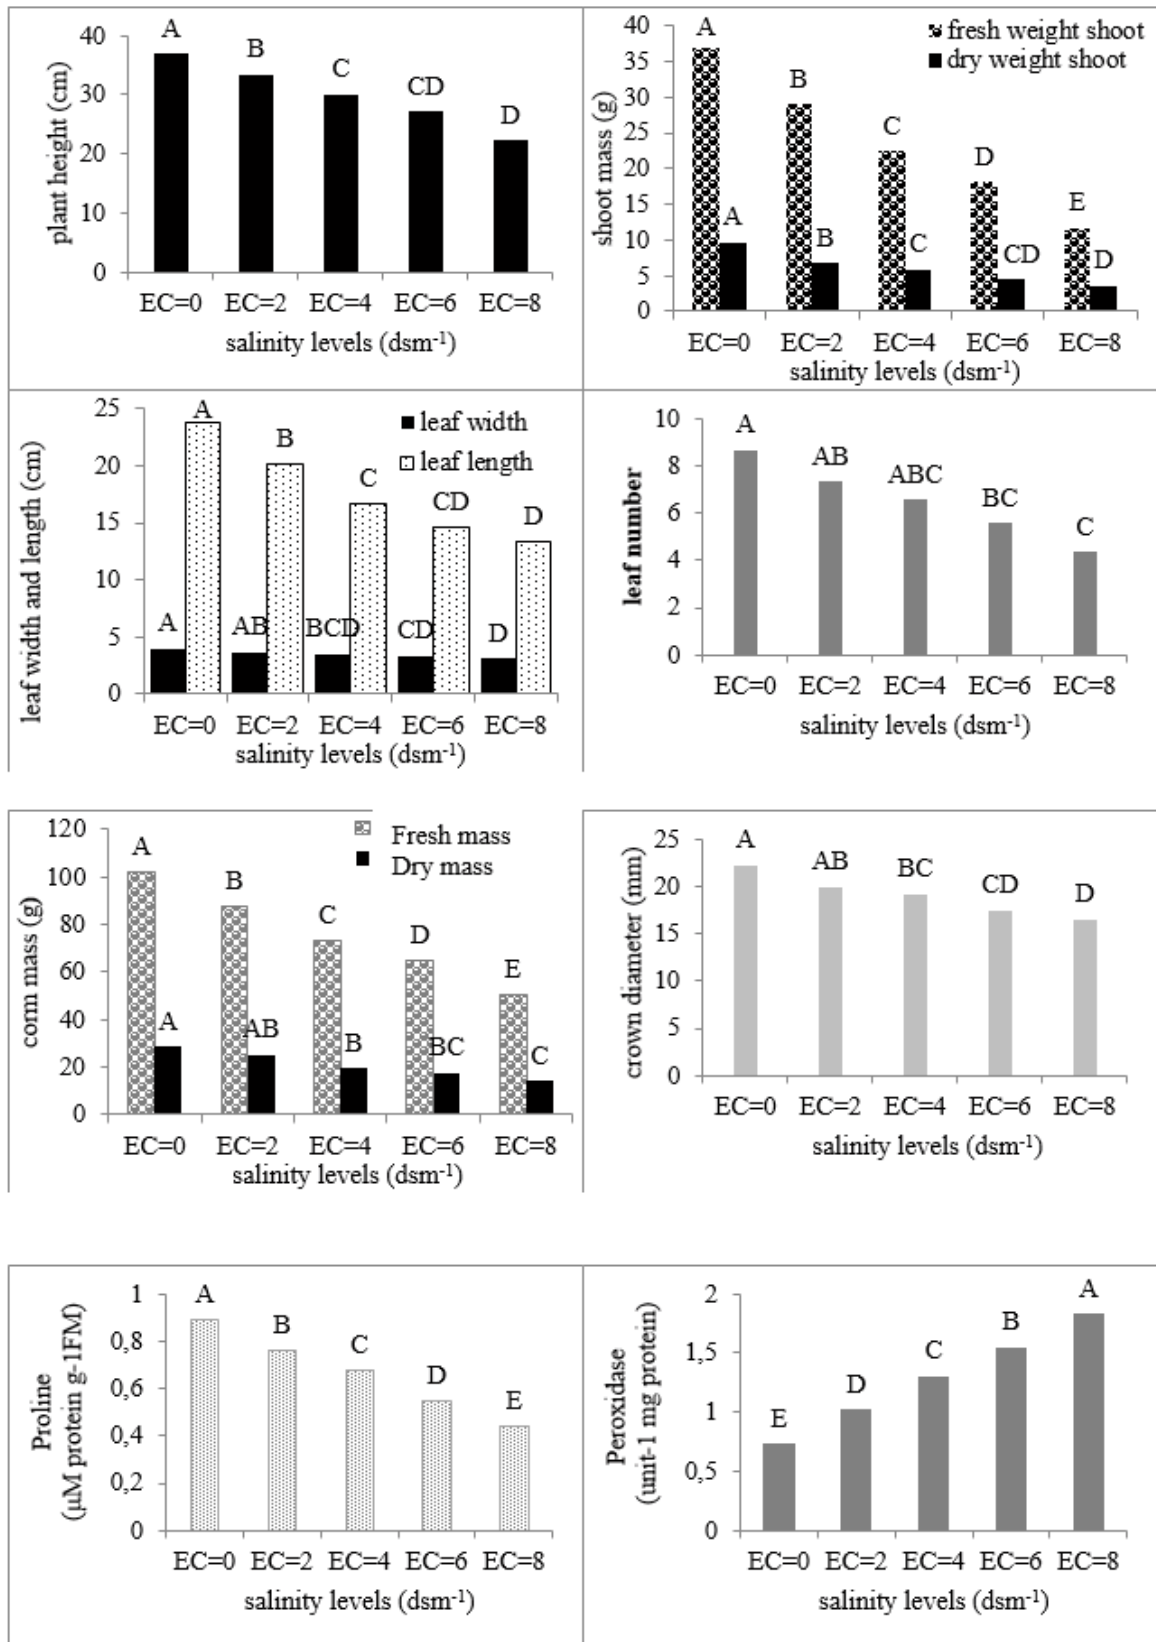 plant height (cm)
40
30
20
10
0
A
B
C
CD
D
EC=0 EC=2 EC=4 EC=6 EC=8
salinity levels (dsm-1)
shoot mass (g)
40
35
30
25
20
15
10
5
0
fresh weight shoot
dry weight shoot
A
B
C
D
E
A
B
C
CD
D
EC=0 EC=2 EC=4 EC=6 EC=8
salinity levels (dsm-1)
leaf width and length (cm)
25
20
15
10
5
0
leaf width
leaf length
A
B
C
CD
D
A
AB
BCD
CD
D
EC=0 EC=2 EC=4 EC=6 EC=8
salinity levels (dsm-1)
leaf number
10
8
6
4
2
0
A
AB
ABC
BC
C
EC=0 EC=2 EC=4 EC=6 EC=8
salinity levels (dsm-1)
corm mass (g)
120
100
80
60
40
20
0
Fresh mass
Dry mass
A
B
C
D
E
A
AB
B
BC
C
EC=0 EC=2 EC=4 EC=6 EC=8
salinity levels (dsm-1)
crown diameter (mm)
25
20
15
10
5
0
A
AB
BC
CD
D
EC=0 EC=2 EC=4 EC=6 EC=8
salinity levels (dsm-1)
Proline
(µM protein g-1FM)
1
0,8
0,6
0,4
0,2
0
A
B
C
D
E
EC=0 EC=2 EC=4 EC=6 EC=8
salinity levels (dsm-1)
Peroxidase
(unit-1 mg protein)
2
1,5
1
0,5
0
E
D
C
B
A
EC=0 EC=2 EC=4 EC=6 EC=8
salinity levels (dsm-1)